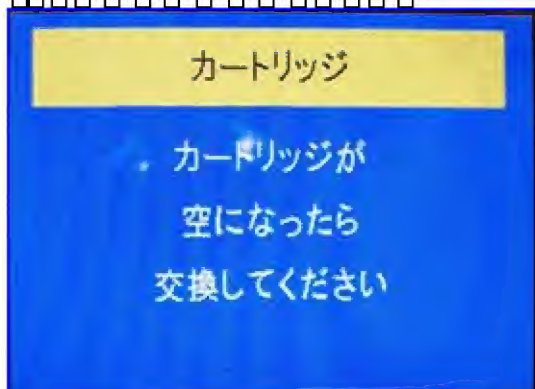 カートリッジ
カートリッジが
空になったら
交換してください